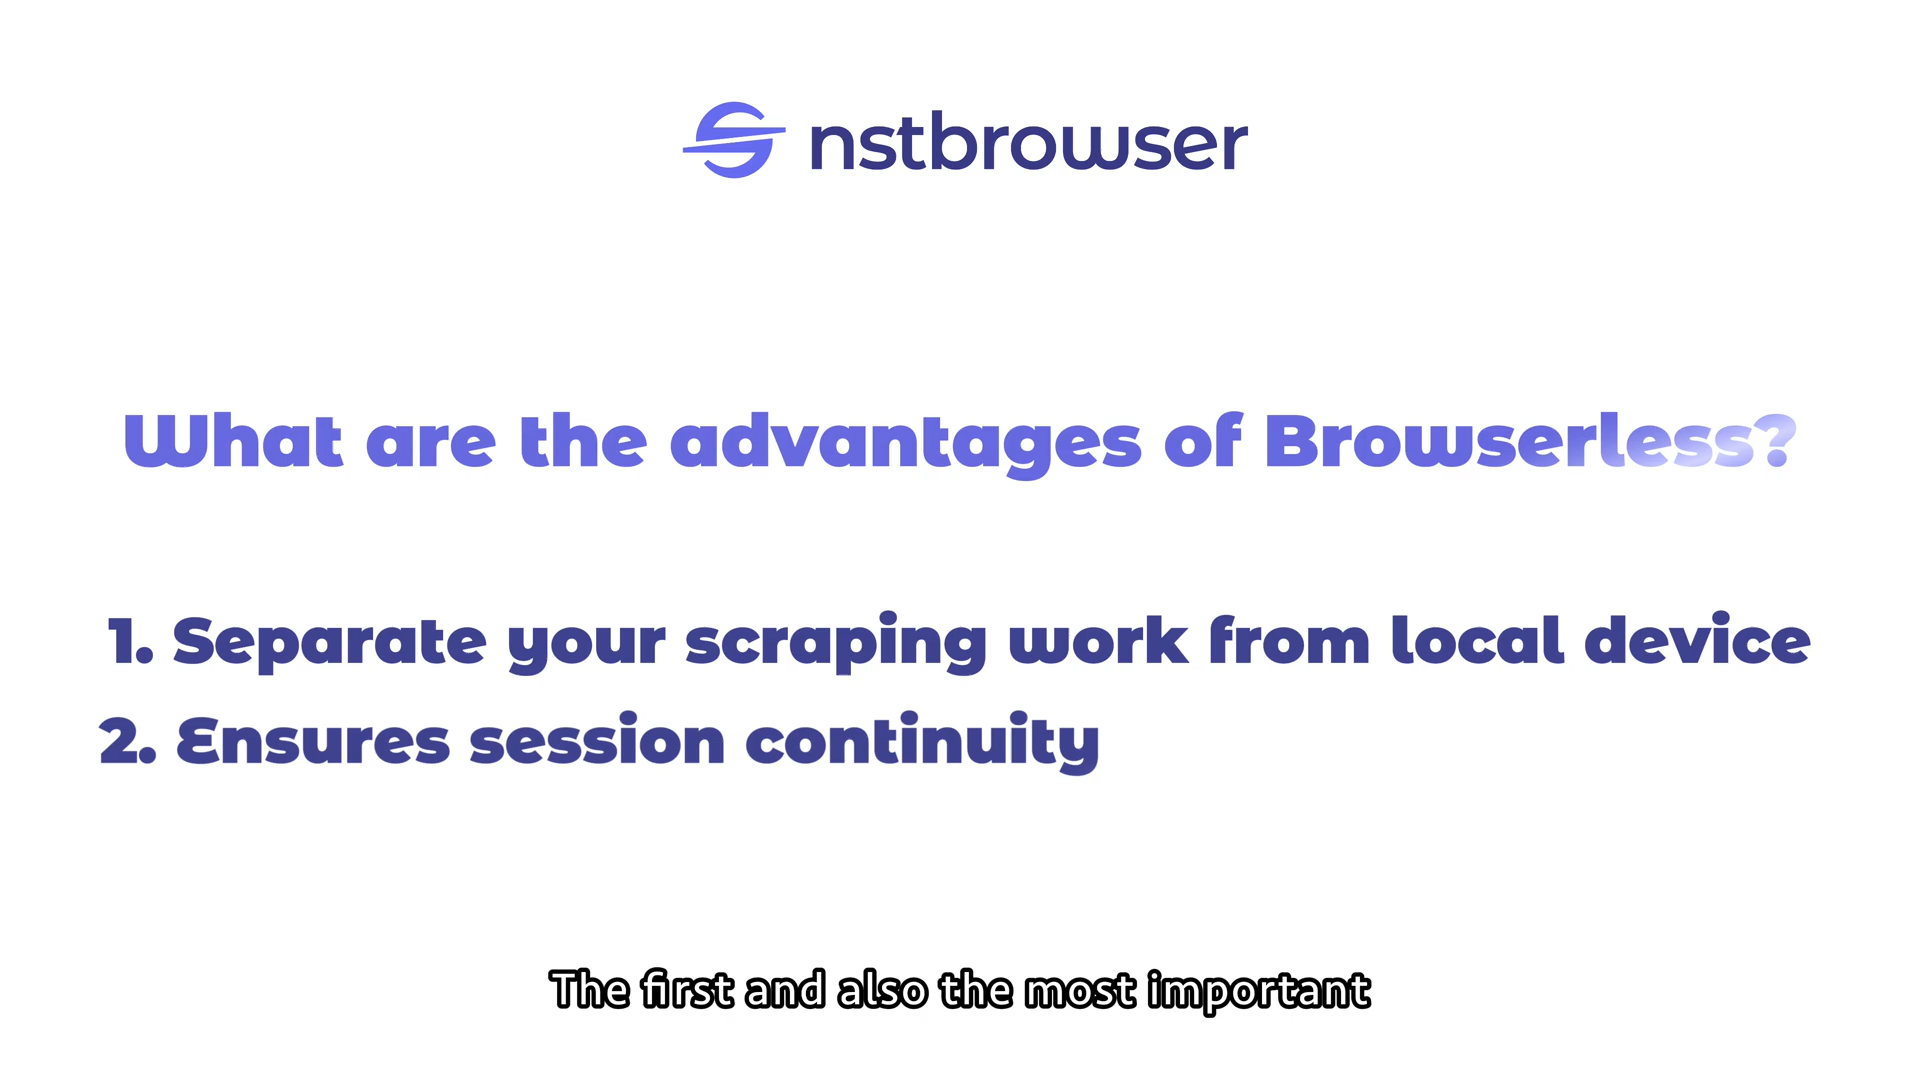 nstbrowser
What are the advantages of Browserless?
1. Separate your scraping work from local device
2. Ensures session continuity
The first and also the most important